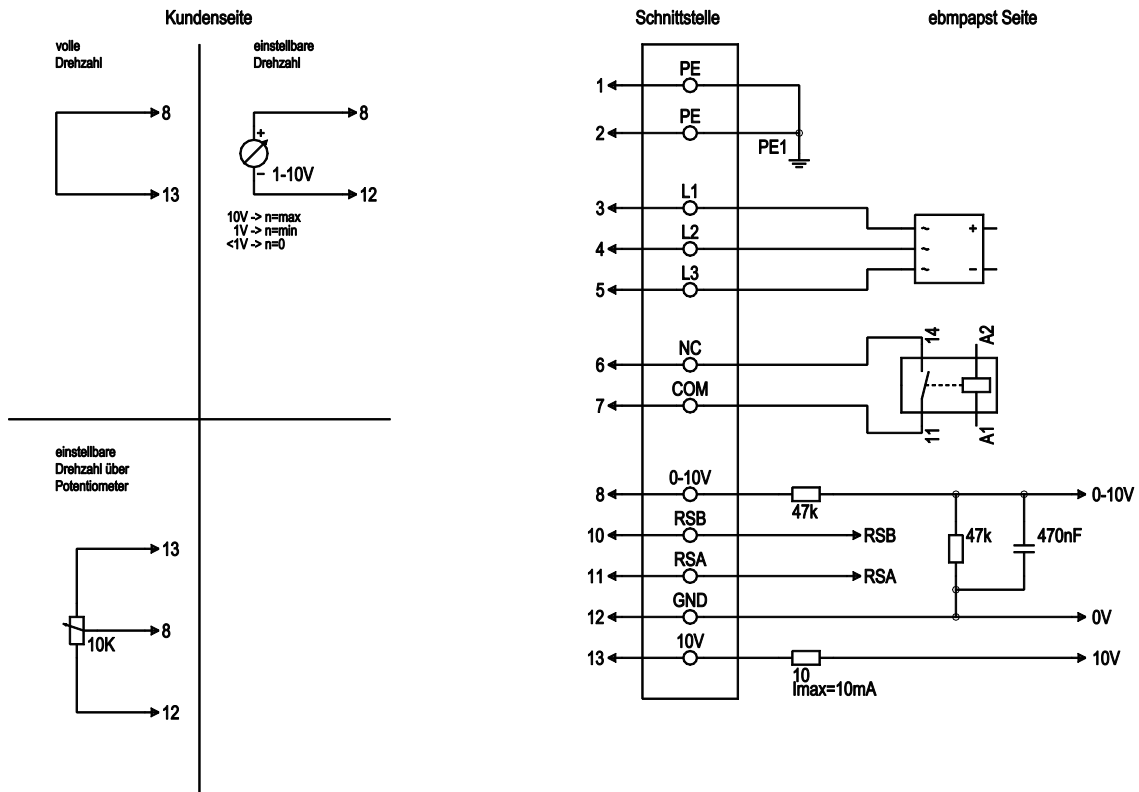 Kundenseite
volle
Drehzahl
8
13
einstellbare
Drehzahl
8
+
1-10V
–
12
10V -> n=max
1V -> n=min
<1V -> n=0
einstellbare
Drehzahl über
Potentiometer
13
8
10K
12
Schnittstelle
ebmpapst Seite
1 PE
2 PE
PE1
3 L1
4 L2
5 L3
~ +
~
~ –
6 NC
7 COM
14 A2
11 A1
8 0-10V 47k 0-10V
47k 470nF
10 RSB RSB
11 RSA RSA
12 GND 0V
13 10V 10V
10
Imax=10mA